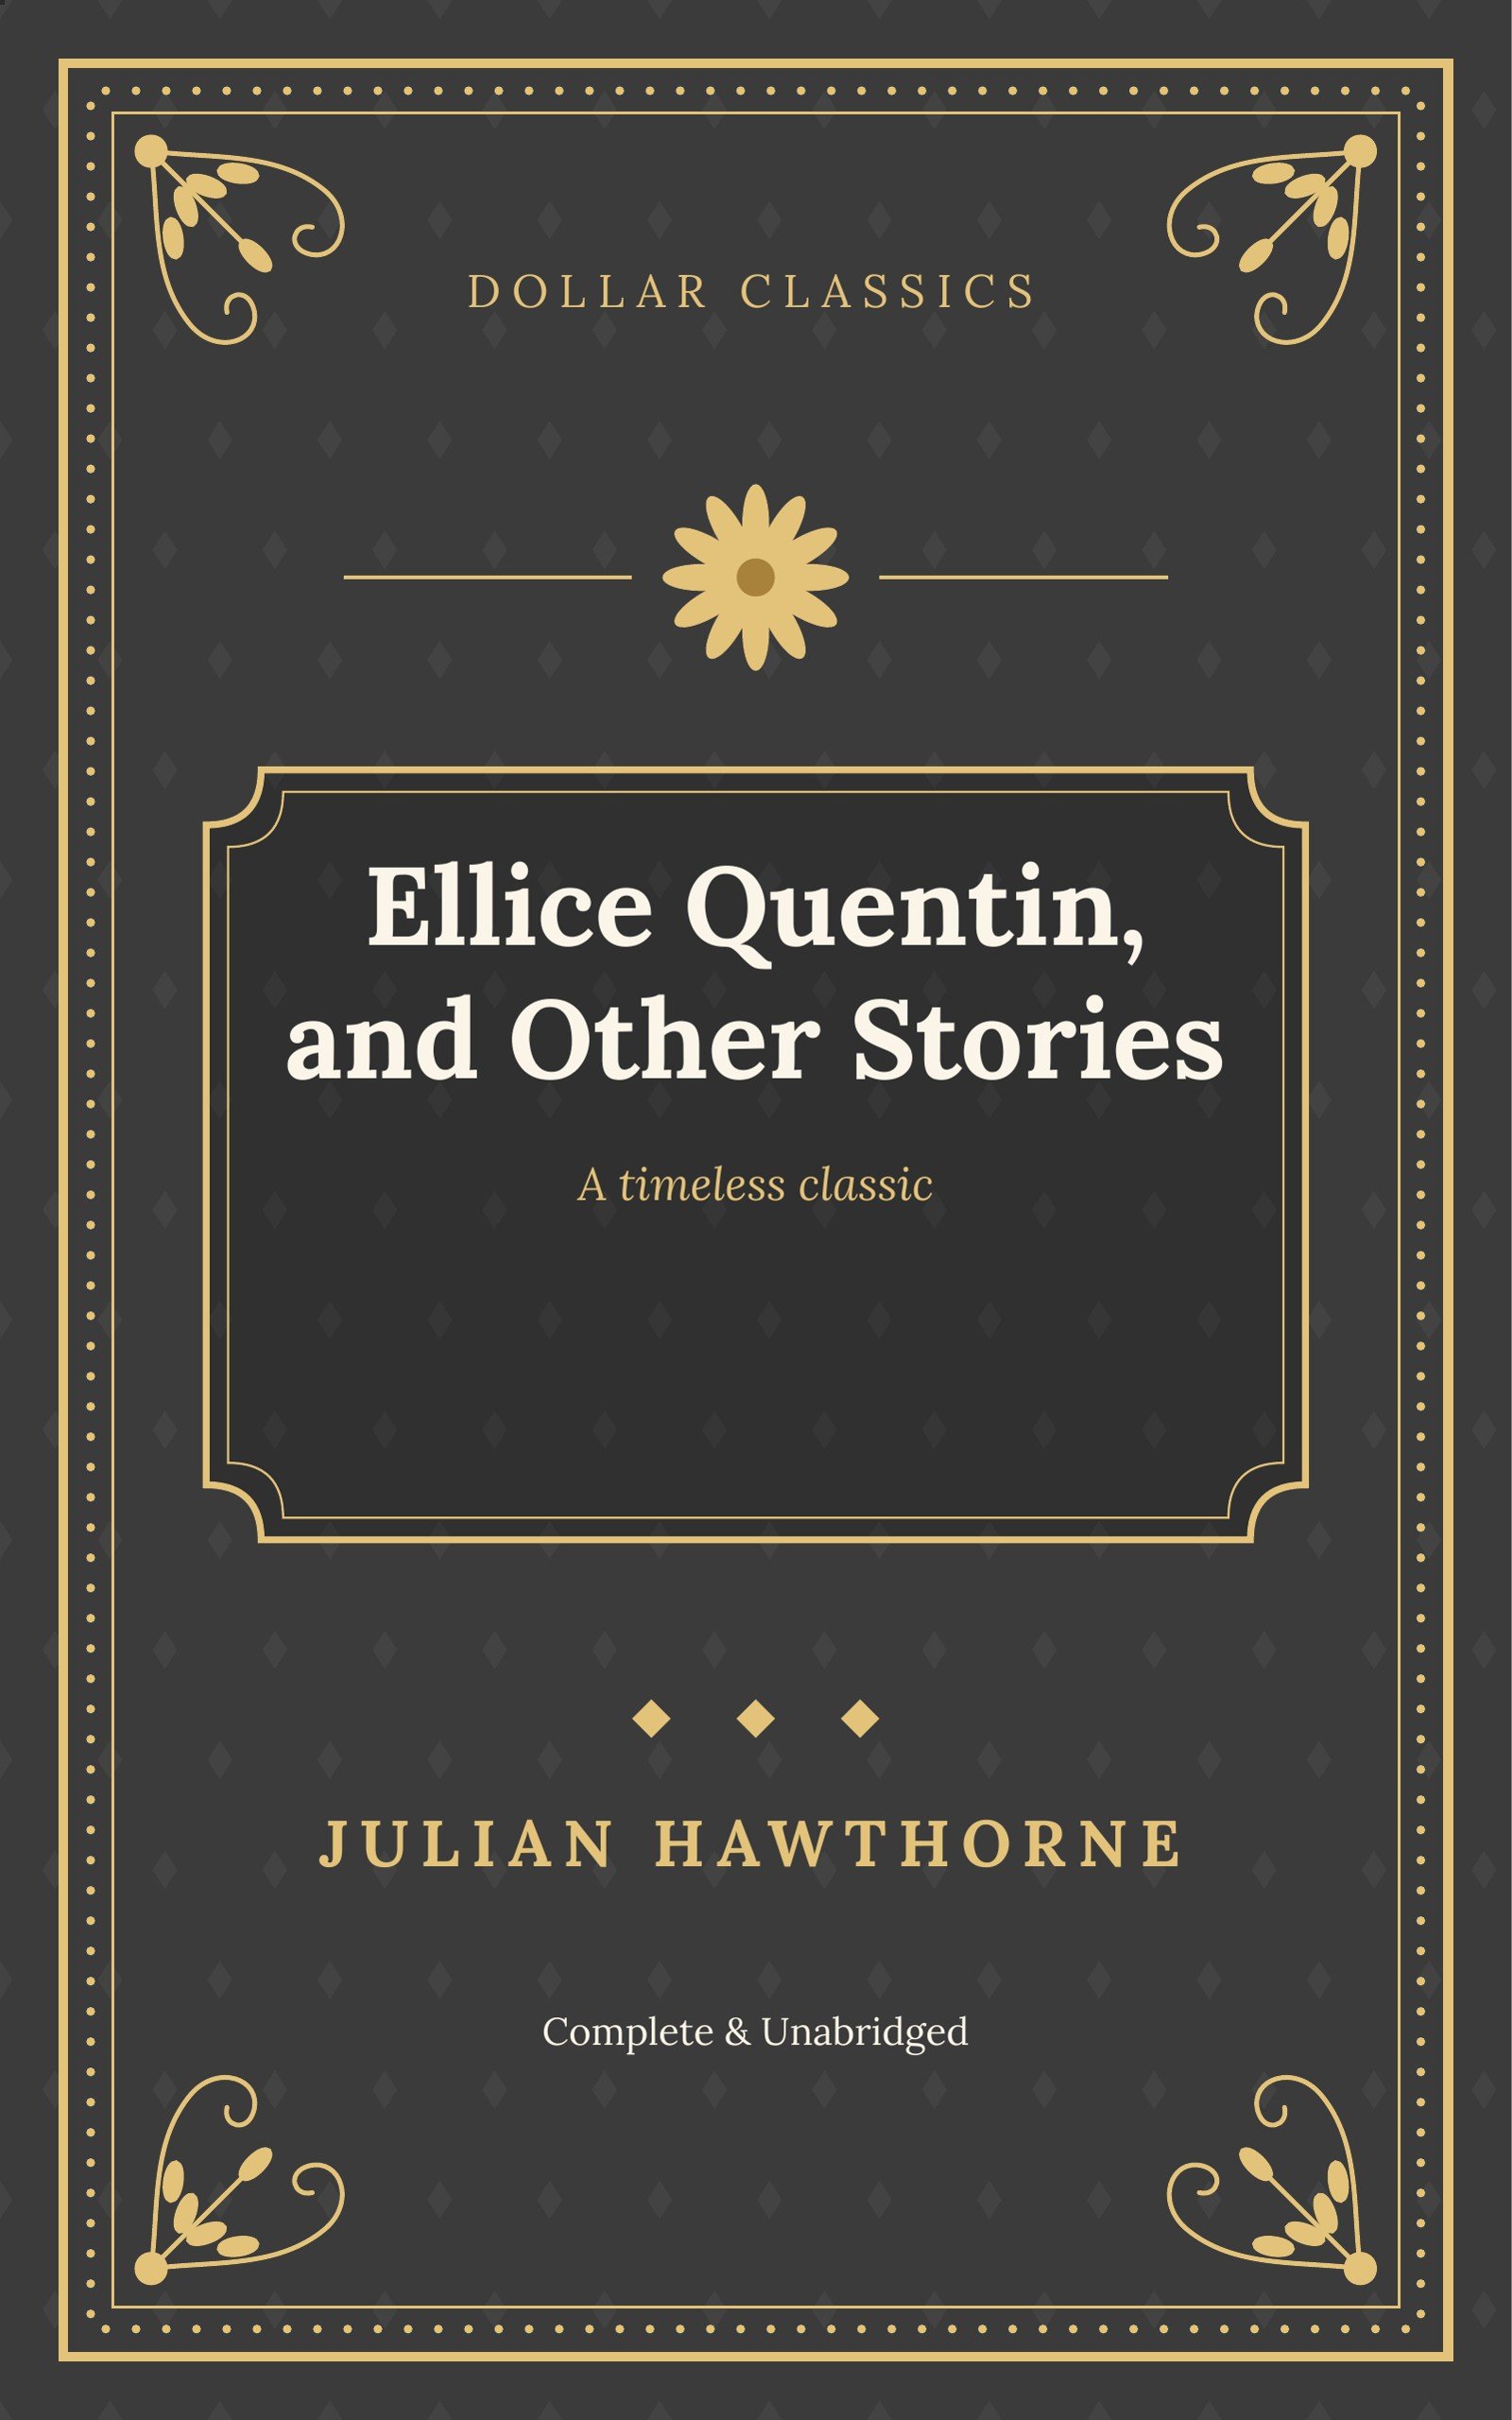 DOLLAR CLASSICS
Ellice Quentin,
and Other Stories
A timeless classic
JULIAN HAWTHORNE
Complete & Unabridged